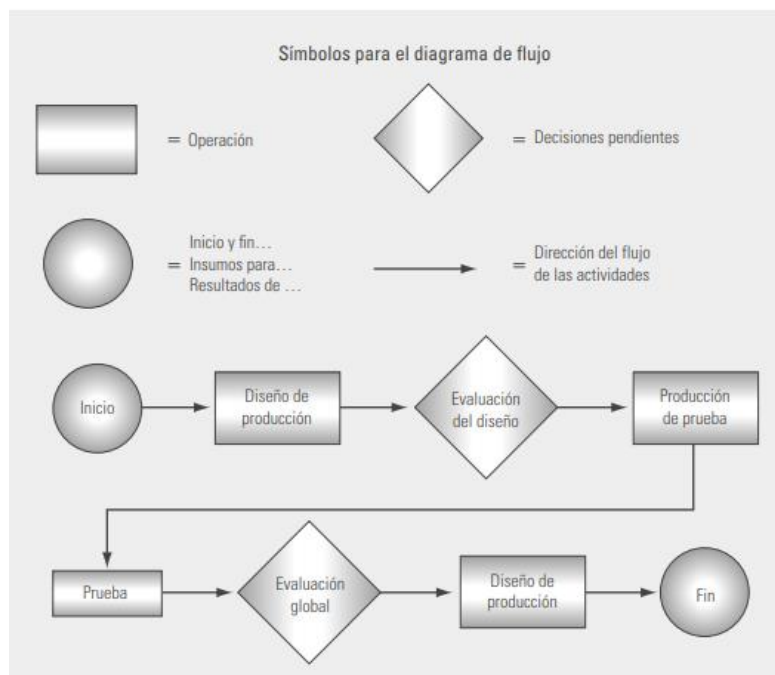 Símbolos para el diagrama de flujo
= Operación
= Decisiones pendientes
Inicio y fin…
= Insumos para…
Resultados de …
= Dirección del flujo
de las actividades
Inicio
Diseño de
producción
Evaluación
del diseño
Producción
de prueba
Prueba
Evaluación
global
Diseño de
producción
Fin